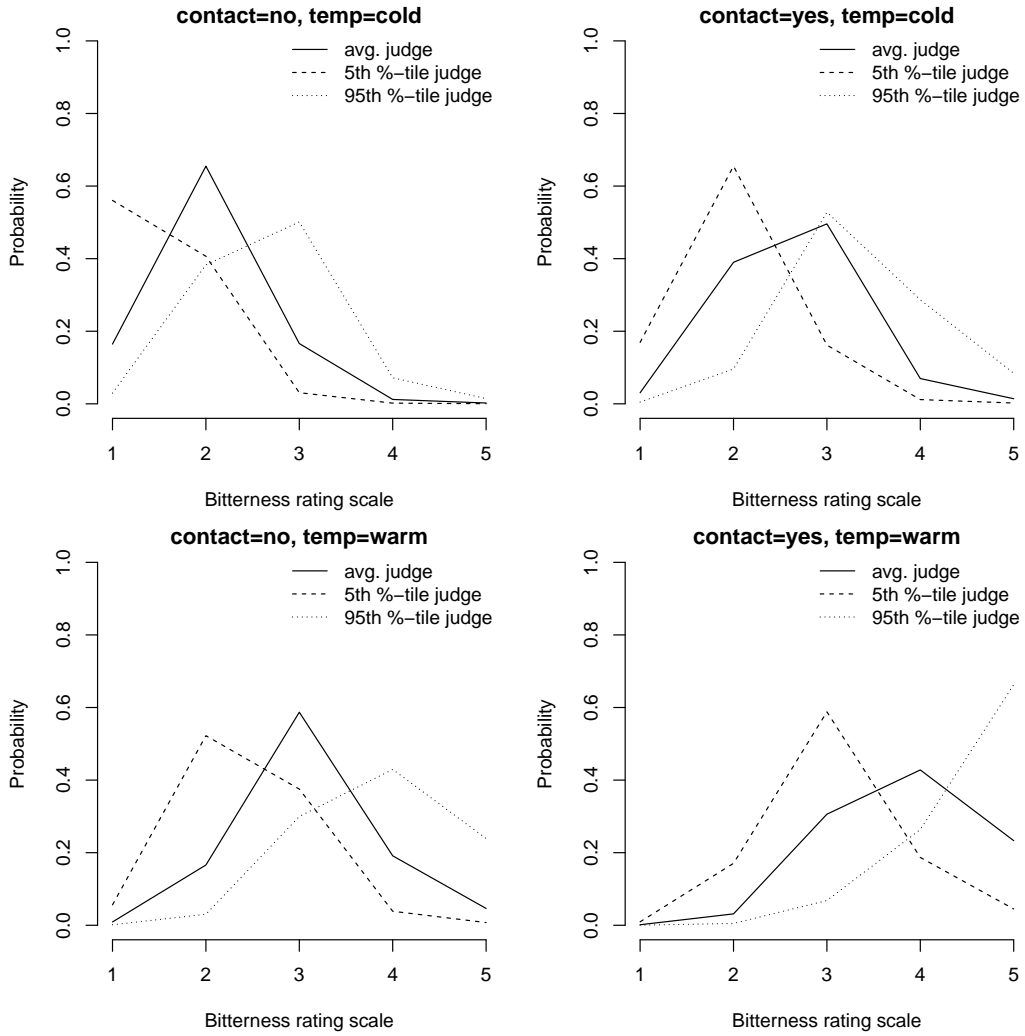 contact=no, temp=cold
avg. judge
5th %−tile judge
95th %−tile judge
Probability
0.0 0.2 0.4 0.6 0.8 1.0
1 2 3 4 5
Bitterness rating scale
contact=yes, temp=cold
avg. judge
5th %−tile judge
95th %−tile judge
Probability
0.0 0.2 0.4 0.6 0.8 1.0
1 2 3 4 5
Bitterness rating scale
contact=no, temp=warm
avg. judge
5th %−tile judge
95th %−tile judge
Probability
0.0 0.2 0.4 0.6 0.8 1.0
1 2 3 4 5
Bitterness rating scale
contact=yes, temp=warm
avg. judge
5th %−tile judge
95th %−tile judge
Probability
0.0 0.2 0.4 0.6 0.8 1.0
1 2 3 4 5
Bitterness rating scale